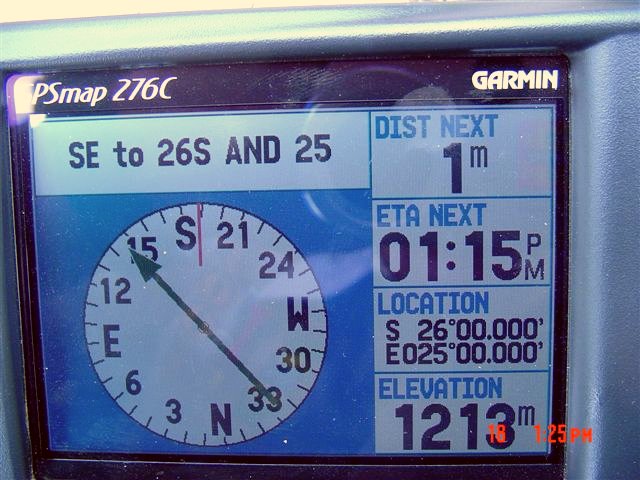 GPSmap 276C
GARMIN
SE to 26S AND 25
DIST NEXT
1m
ETA NEXT
01:15PM
LOCATION
S 26°00.000'
E025°00.000'
ELEVATION
1213m
S
21
24
W
30
33
N
3
6
E
12
15
18 1:25PM